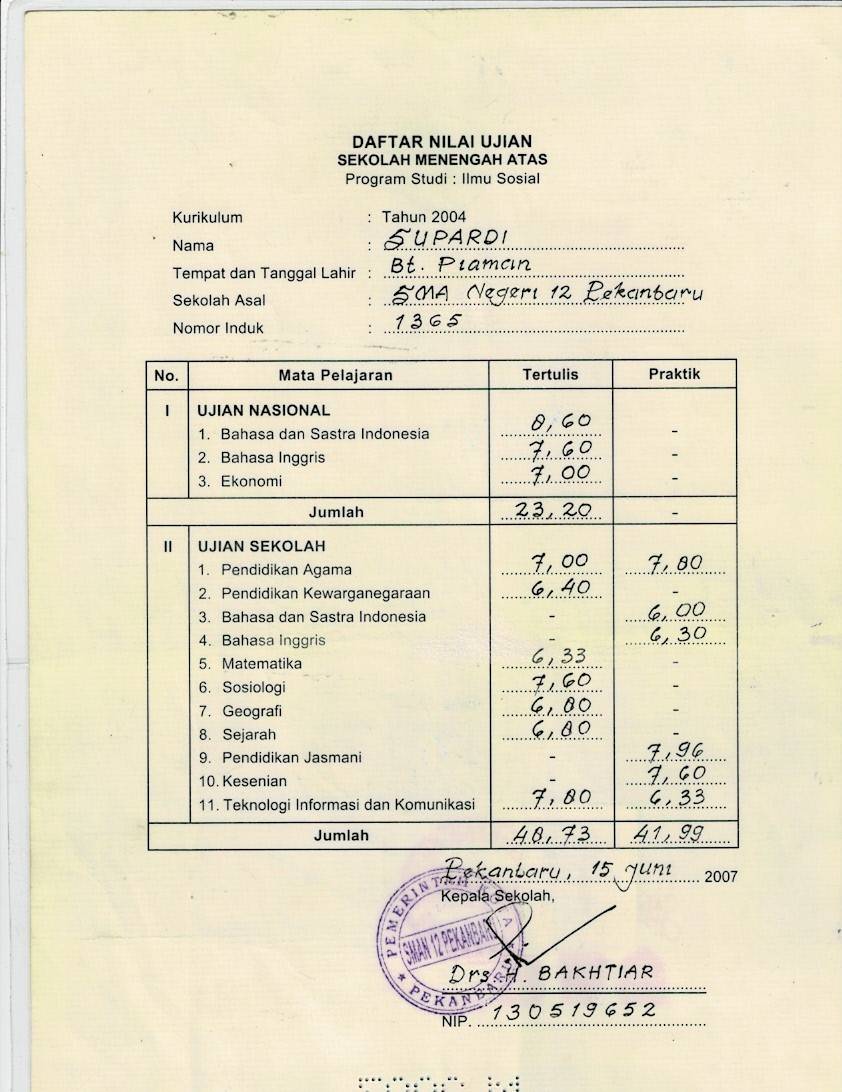 DAFTAR NILAI UJIAN
SEKOLAH MENENGAH ATAS
Program Studi : Ilmu Sosial
Kurikulum : Tahun 2004
Nama : SUPARDI
Tempat dan Tanggal Lahir : Bt. Piaman
Sekolah Asal : SMA Negeri 12 Pekanbaru
Nomor Induk : 1365
No. Mata Pelajaran Tertulis Praktik
I UJIAN NASIONAL
1. Bahasa dan Sastra Indonesia 8,60 -
2. Bahasa Inggris 7,60 -
3. Ekonomi 7,00 -
Jumlah 23,20 -
II UJIAN SEKOLAH
1. Pendidikan Agama 7,00 7,80
2. Pendidikan Kewarganegaraan 6,40 -
3. Bahasa dan Sastra Indonesia - 6,00
4. Bahasa Inggris - 6,30
5. Matematika 6,33 -
6. Sosiologi 7,60 -
7. Geografi 6,80 -
8. Sejarah 6,80 -
9. Pendidikan Jasmani - 7,96
10. Kesenian - 7,60
11. Teknologi Informasi dan Komunikasi 7,80 6,33
Jumlah 48,73 41,99
Pekanbaru, 15 Juni 2007
Kepala Sekolah,
PEMERINTAH KOTA
SMAN 12 PEKANBARU
PEKANBARU
Drs. H. BAKHTIAR
NIP. 130519652